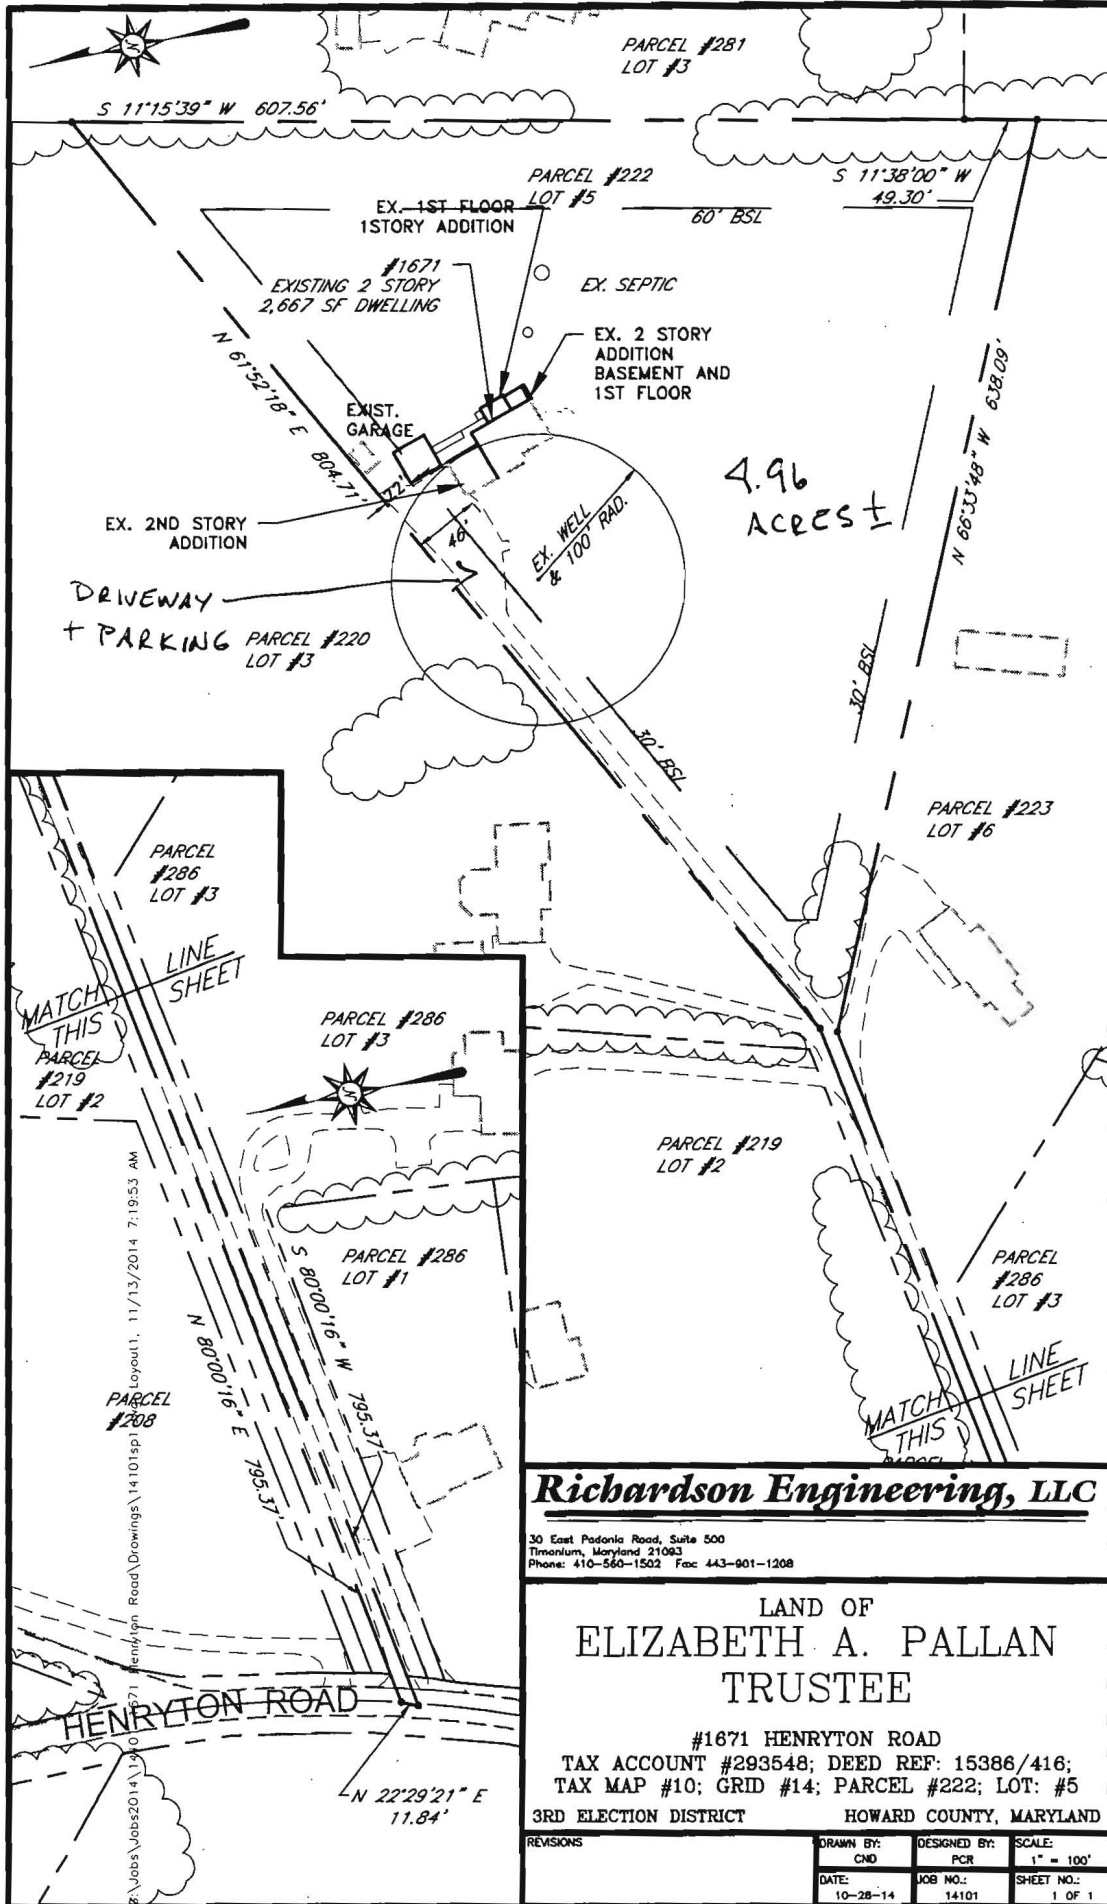 N
PARCEL #281
LOT #3
S 11°15'39" W 607.56'
PARCEL #222
LOT #5
S 11°38'00" W
49.30'
60' BSL
EX. 1ST FLOOR
1STORY ADDITION
#1671
EXISTING 2 STORY
2,667 SF DWELLING
EX. SEPTIC
EX. 2 STORY
ADDITION
BASEMENT AND
1ST FLOOR
N 61°52'18" E 804.71'
N 66°33'48" W 638.09'
EXIST.
GARAGE
22'
4.96
ACRES ±
EX. 2ND STORY
ADDITION
46'
EX. WELL
& 100' RAD.
DRIVEWAY
+ PARKING
PARCEL #220
LOT #3
30' BSL
30' BSL
PARCEL #223
LOT #6
PARCEL
#286
LOT #3
MATCH LINE
THIS SHEET
PARCEL
#219
LOT #2
PARCEL #286
LOT #3
N
PARCEL #219
LOT #2
PARCEL #286
LOT #1
S 80°00'16" W 795.37'
N 80°00'16" E 795.37'
PARCEL
#208
PARCEL
#286
LOT #3
MATCH LINE
THIS SHEET
HENRYTON ROAD
N 22°29'21" E
11.84'
Henryton Road\Drawings\14101sp1 Layout1, 11/13/2014 7:19:53 AM
Richardson Engineering, LLC
30 East Padonia Road, Suite 500
Timonium, Maryland 21093
Phone: 410-560-1502 Fax: 443-901-1208
LAND OF
ELIZABETH A. PALLAN
TRUSTEE
#1671 HENRYTON ROAD
TAX ACCOUNT #293548; DEED REF: 15386/416;
TAX MAP #10; GRID #14; PARCEL #222; LOT: #5
3RD ELECTION DISTRICT HOWARD COUNTY, MARYLAND
REVISIONS
DRAWN BY:
CND
DESIGNED BY:
PCR
SCALE:
1" = 100'
DATE:
10-28-14
JOB NO.:
14101
SHEET NO.:
1 OF 1